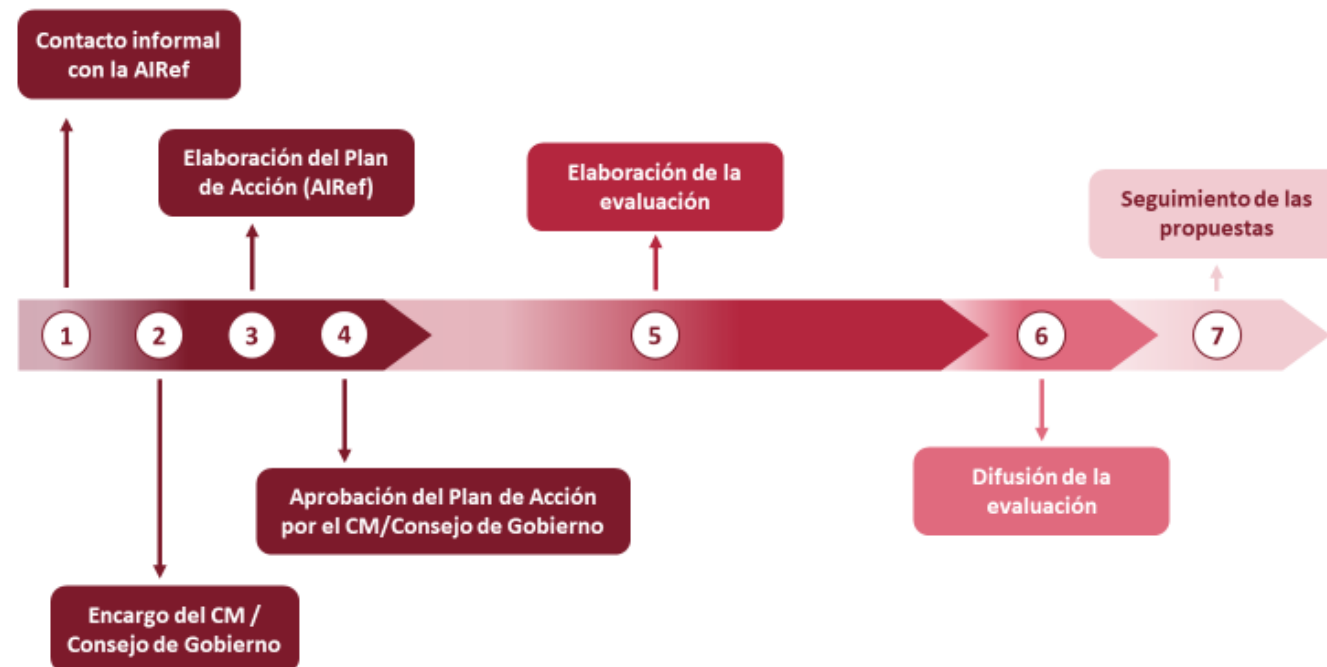 Contacto informal
con la AIRef
Elaboración del Plan
de Acción (AIRef)
Elaboración de la
evaluación
Seguimiento de las
propuestas
1
2
3
4
5
6
7
Aprobación del Plan de Acción
por el CM/Consejo de Gobierno
Difusión de la
evaluación
Encargo del CM /
Consejo de Gobierno